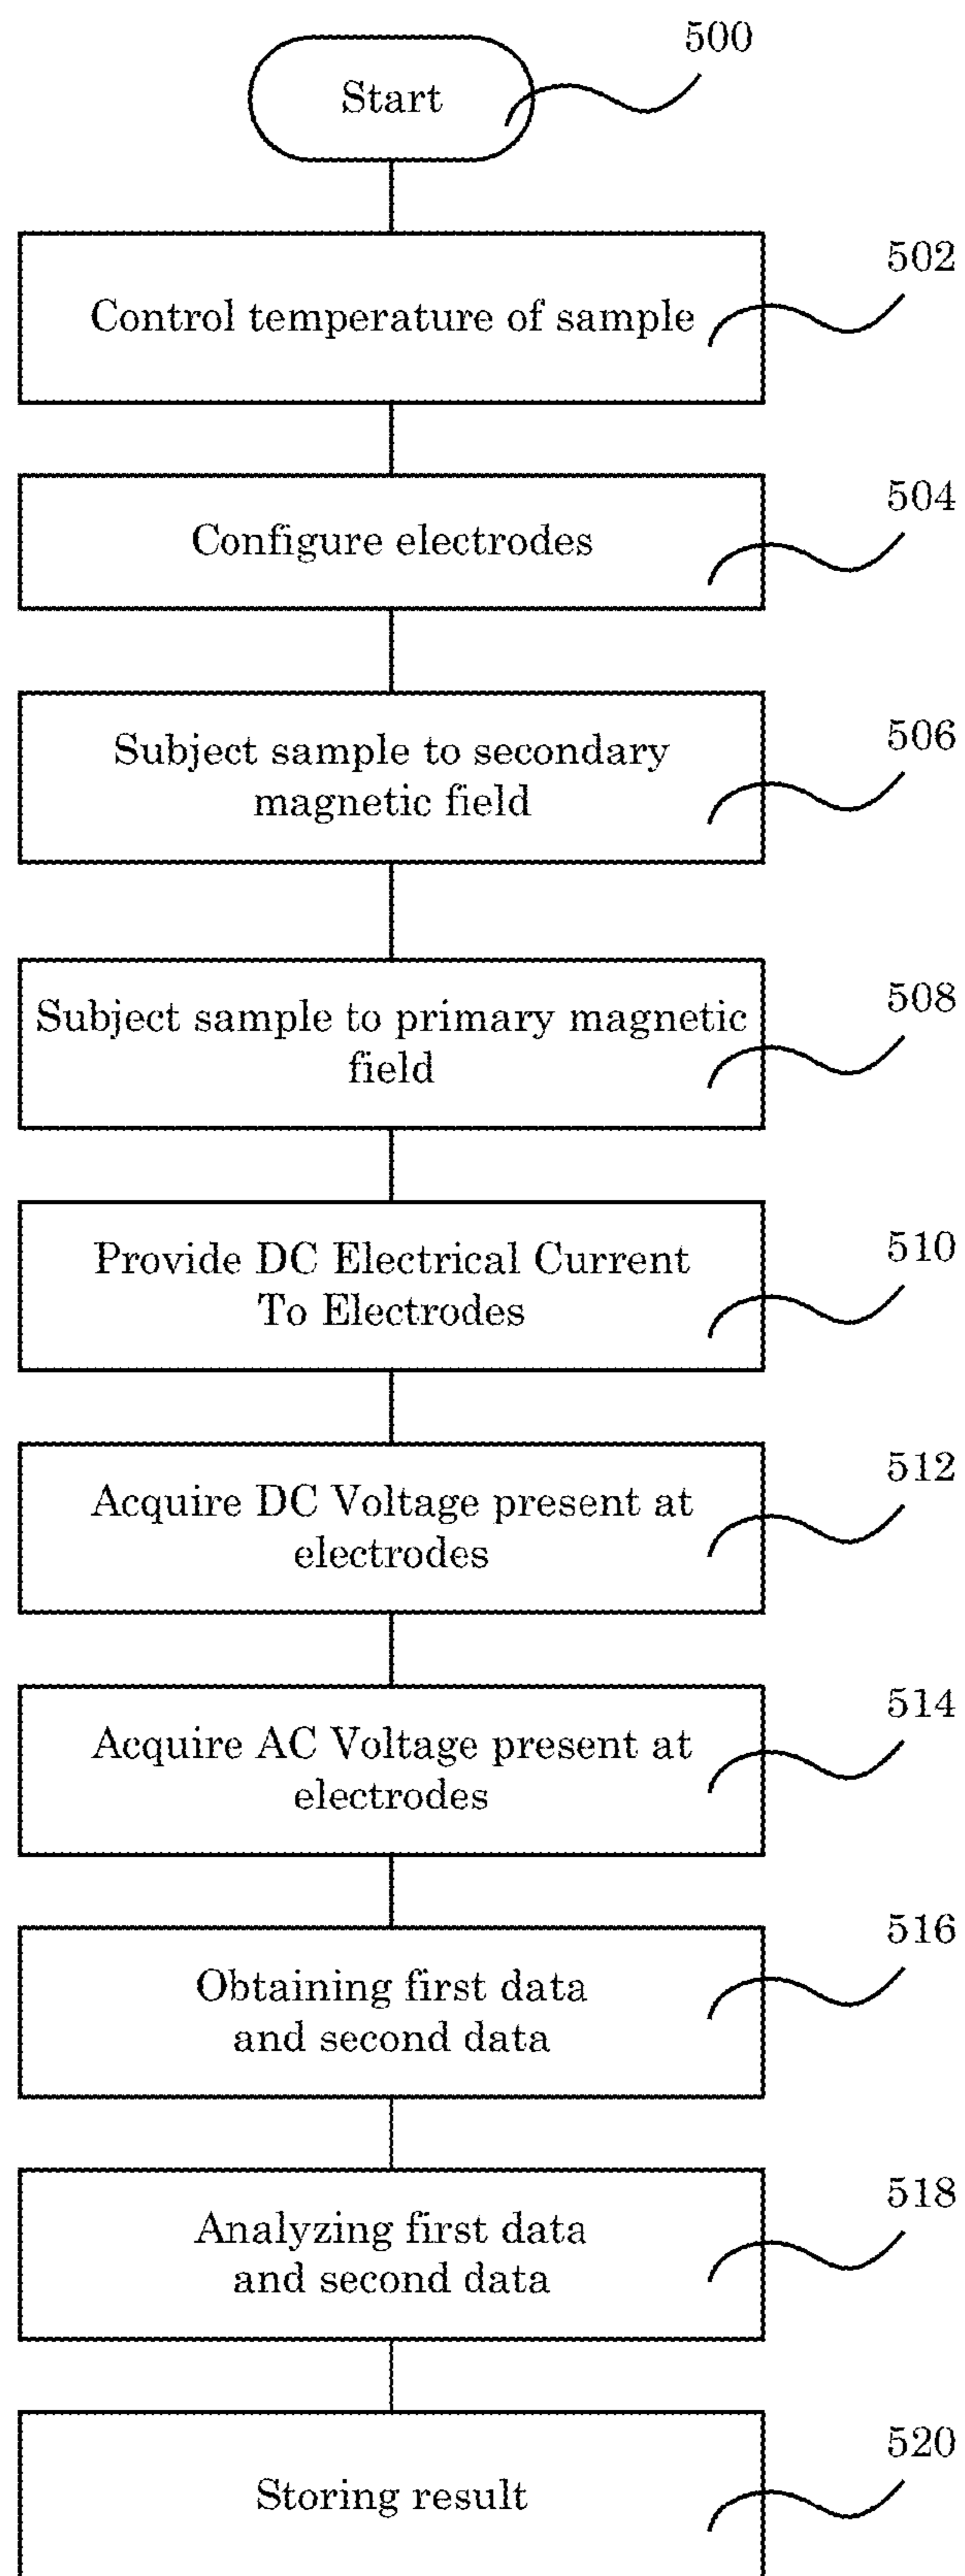 500
Start
502
Control temperature of sample
504
Configure electrodes
506
Subject sample to secondary
magnetic field
508
Subject sample to primary magnetic
field
510
Provide DC Electrical Current
To Electrodes
512
Acquire DC Voltage present at
electrodes
514
Acquire AC Voltage present at
electrodes
516
Obtaining first data
and second data
518
Analyzing first data
and second data
520
Storing result